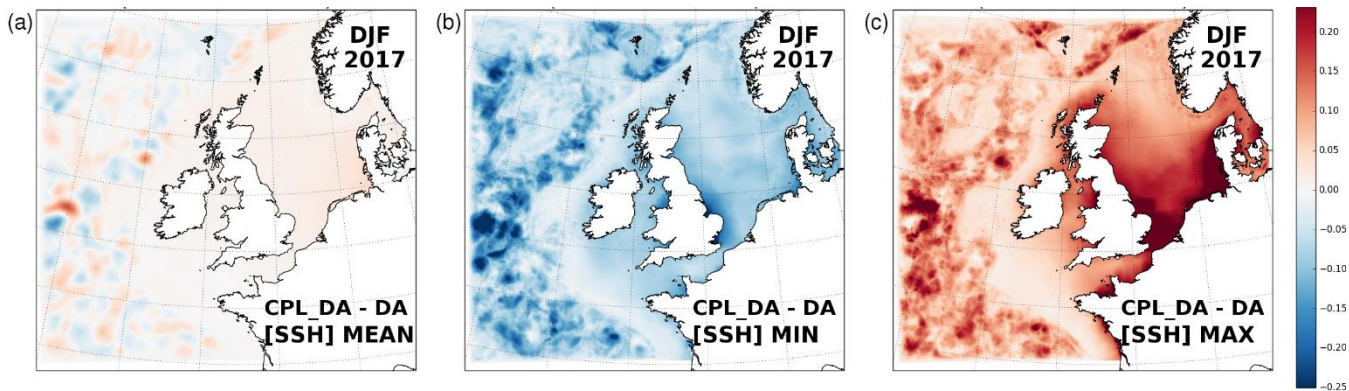 (a)
DJF
2017
CPL_DA - DA
[SSH] MEAN
(b)
DJF
2017
CPL_DA - DA
[SSH] MIN
(c)
DJF
2017
CPL_DA - DA
[SSH] MAX
0.20
0.15
0.10
0.05
0.00
−0.05
−0.10
−0.15
−0.20
−0.25